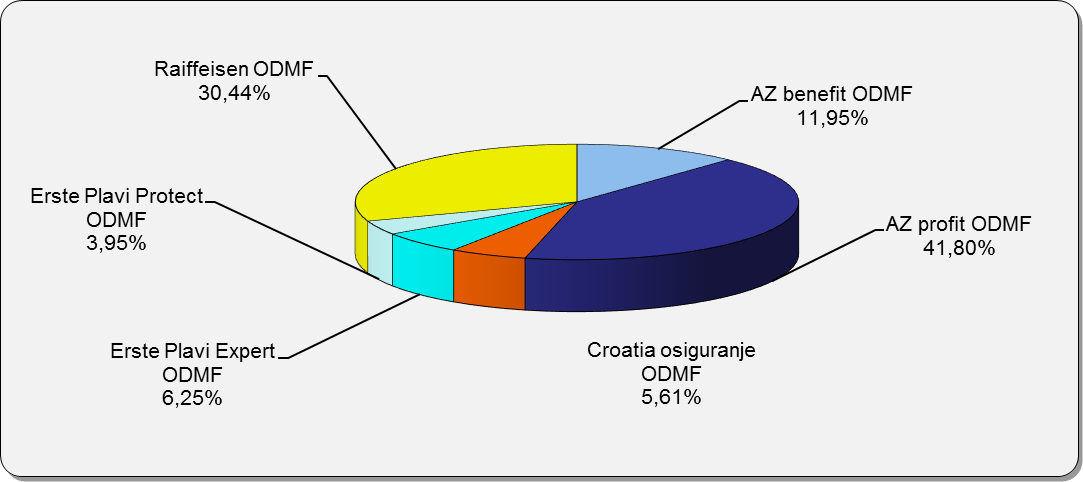 Raiffeisen ODMF
30,44%
AZ benefit ODMF
11,95%
Erste Plavi Protect
ODMF
3,95%
AZ profit ODMF
41,80%
Erste Plavi Expert
ODMF
6,25%
Croatia osiguranje
ODMF
5,61%